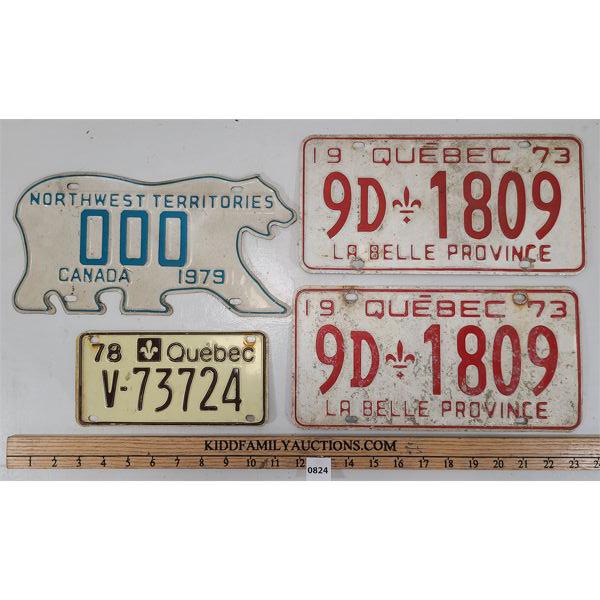 NORTHWEST TERRITORIES
000
CANADA 1979
78 Québec
V-73724
19 QUÉBEC 73
9D 1809
LA BELLE PROVINCE
19 QUÉBEC 73
9D 1809
LA BELLE PROVINCE
KIDDFAMILYAUCTIONS.COM
1 2 3 4 5 6 7 8 9 10 11 12 14 15 16 17 18 19 20 21 22 23
0824